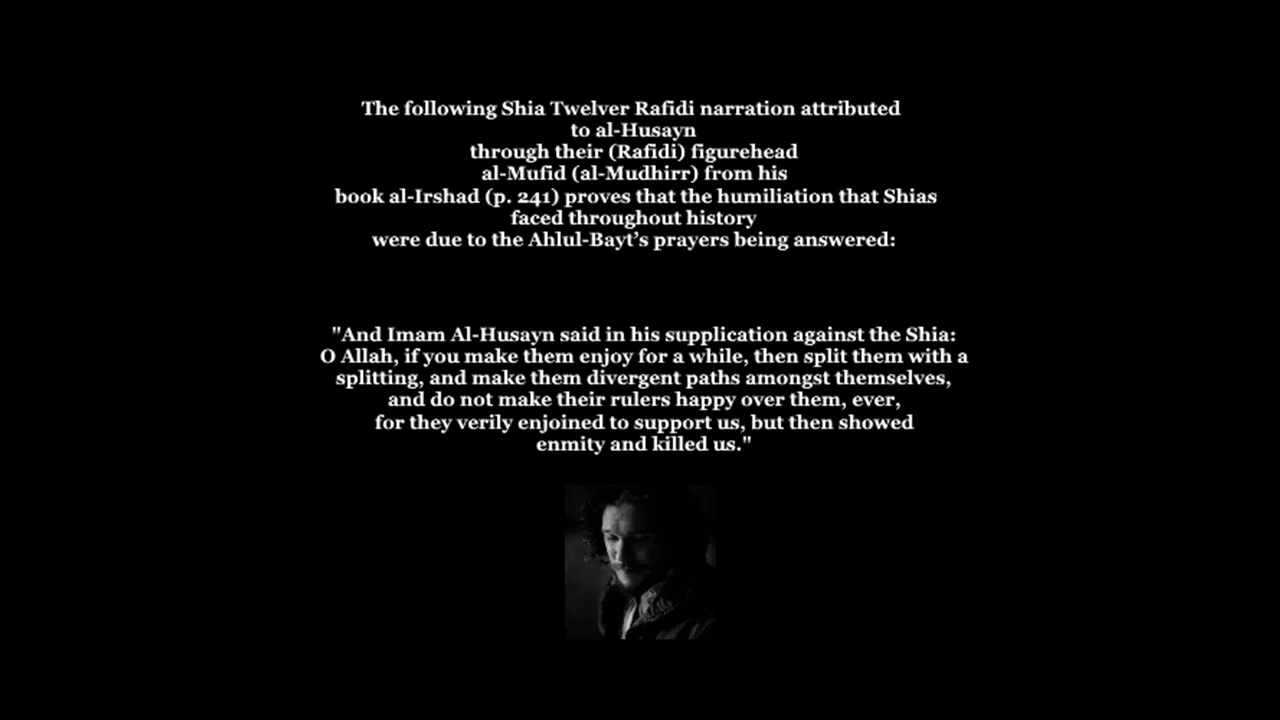 The following Shia Twelver Rafidi narration attributed
to al-Husayn
through their (Rafidi) figurehead
al-Mufid (al-Mudhirr) from his
book al-Irshad (p. 241) proves that the humiliation that Shias
faced throughout history
were due to the Ahlul-Bayt’s prayers being answered:
"And Imam Al-Husayn said in his supplication against the Shia:
O Allah, if you make them enjoy for a while, then split them with a
splitting, and make them divergent paths amongst themselves,
and do not make their rulers happy over them, ever,
for they verily enjoined to support us, but then showed
enmity and killed us."